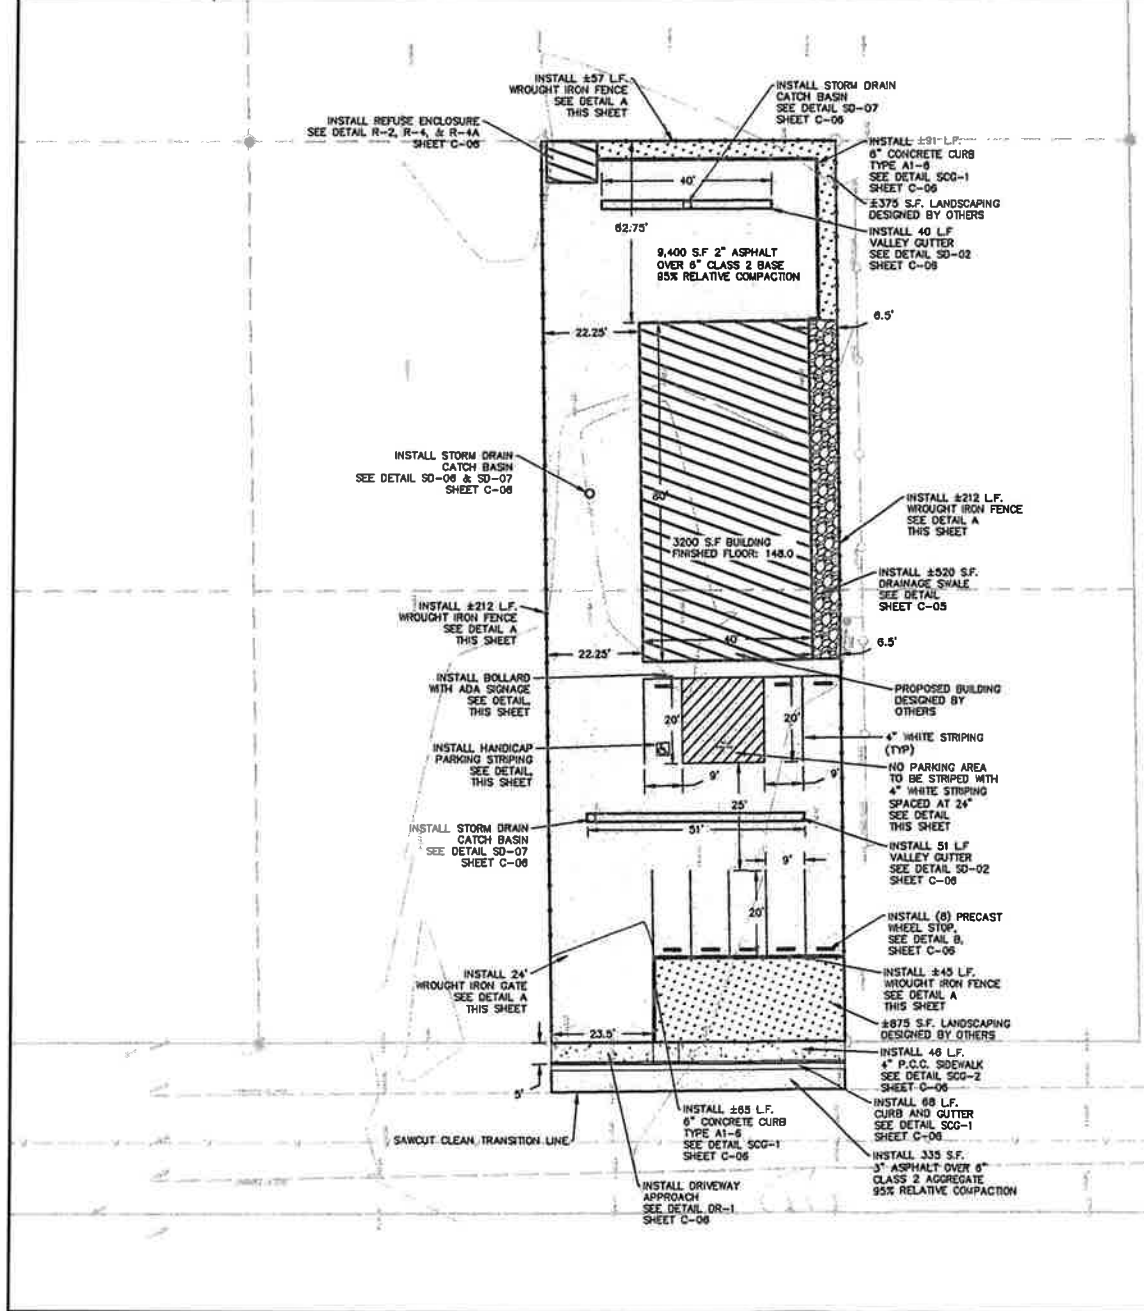 INSTALL ±57 L.F.
WROUGHT IRON FENCE
SEE DETAIL A
THIS SHEET
INSTALL STORM DRAIN
CATCH BASIN
SEE DETAIL SD-07
SHEET C-06
INSTALL REFUSE ENCLOSURE
SEE DETAIL R-2, R-4, & R-4A
SHEET C-06
INSTALL ±91 L.F.
6" CONCRETE CURB
TYPE A1-6
SEE DETAIL SCG-1
SHEET C-06
±375 S.F. LANDSCAPING
DESIGNED BY OTHERS
INSTALL 40 L.F
VALLEY GUTTER
SEE DETAIL SD-02
SHEET C-06
40'
62.75'
9,400 S.F 2" ASPHALT
OVER 6" CLASS 2 BASE
95% RELATIVE COMPACTION
6.5'
22.25'
INSTALL STORM DRAIN
CATCH BASIN
SEE DETAIL SD-06 & SD-07
SHEET C-06
80'
INSTALL ±212 L.F.
WROUGHT IRON FENCE
SEE DETAIL A
THIS SHEET
3200 S.F BUILDING
FINISHED FLOOR: 148.0
INSTALL ±520 S.F.
DRAINAGE SWALE
SEE DETAIL
SHEET C-05
INSTALL ±212 L.F.
WROUGHT IRON FENCE
SEE DETAIL A
THIS SHEET
40'
6.5'
22.25'
INSTALL BOLLARD
WITH ADA SIGNAGE
SEE DETAIL,
THIS SHEET
PROPOSED BUILDING
DESIGNED BY
OTHERS
20'
20'
4" WHITE STRIPING
(TYP)
INSTALL HANDICAP
PARKING STRIPING
SEE DETAIL,
THIS SHEET
NO PARKING AREA
TO BE STRIPED WITH
4" WHITE STRIPING
SPACED AT 24"
SEE DETAIL
THIS SHEET
9'
9'
25'
INSTALL STORM DRAIN
CATCH BASIN
SEE DETAIL SD-07
SHEET C-06
51'
INSTALL 51 L.F
VALLEY GUTTER
SEE DETAIL SD-02
SHEET C-06
9'
20'
INSTALL (8) PRECAST
WHEEL STOP,
SEE DETAIL B,
SHEET C-06
INSTALL 24'
WROUGHT IRON GATE
SEE DETAIL A
THIS SHEET
INSTALL ±45 L.F.
WROUGHT IRON FENCE
SEE DETAIL A
THIS SHEET
±875 S.F. LANDSCAPING
DESIGNED BY OTHERS
23.5'
INSTALL 46 L.F.
4" P.C.C. SIDEWALK
SEE DETAIL SCG-2
SHEET C-06
5'
INSTALL 68 L.F.
CURB AND GUTTER
SEE DETAIL SCG-1
SHEET C-06
INSTALL ±65 L.F.
6" CONCRETE CURB
TYPE A1-6
SEE DETAIL SCG-1
SHEET C-06
SAWCUT CLEAN TRANSITION LINE
INSTALL 335 S.F.
3" ASPHALT OVER 6"
CLASS 2 AGGREGATE
95% RELATIVE COMPACTION
INSTALL DRIVEWAY
APPROACH
SEE DETAIL DR-1
SHEET C-06